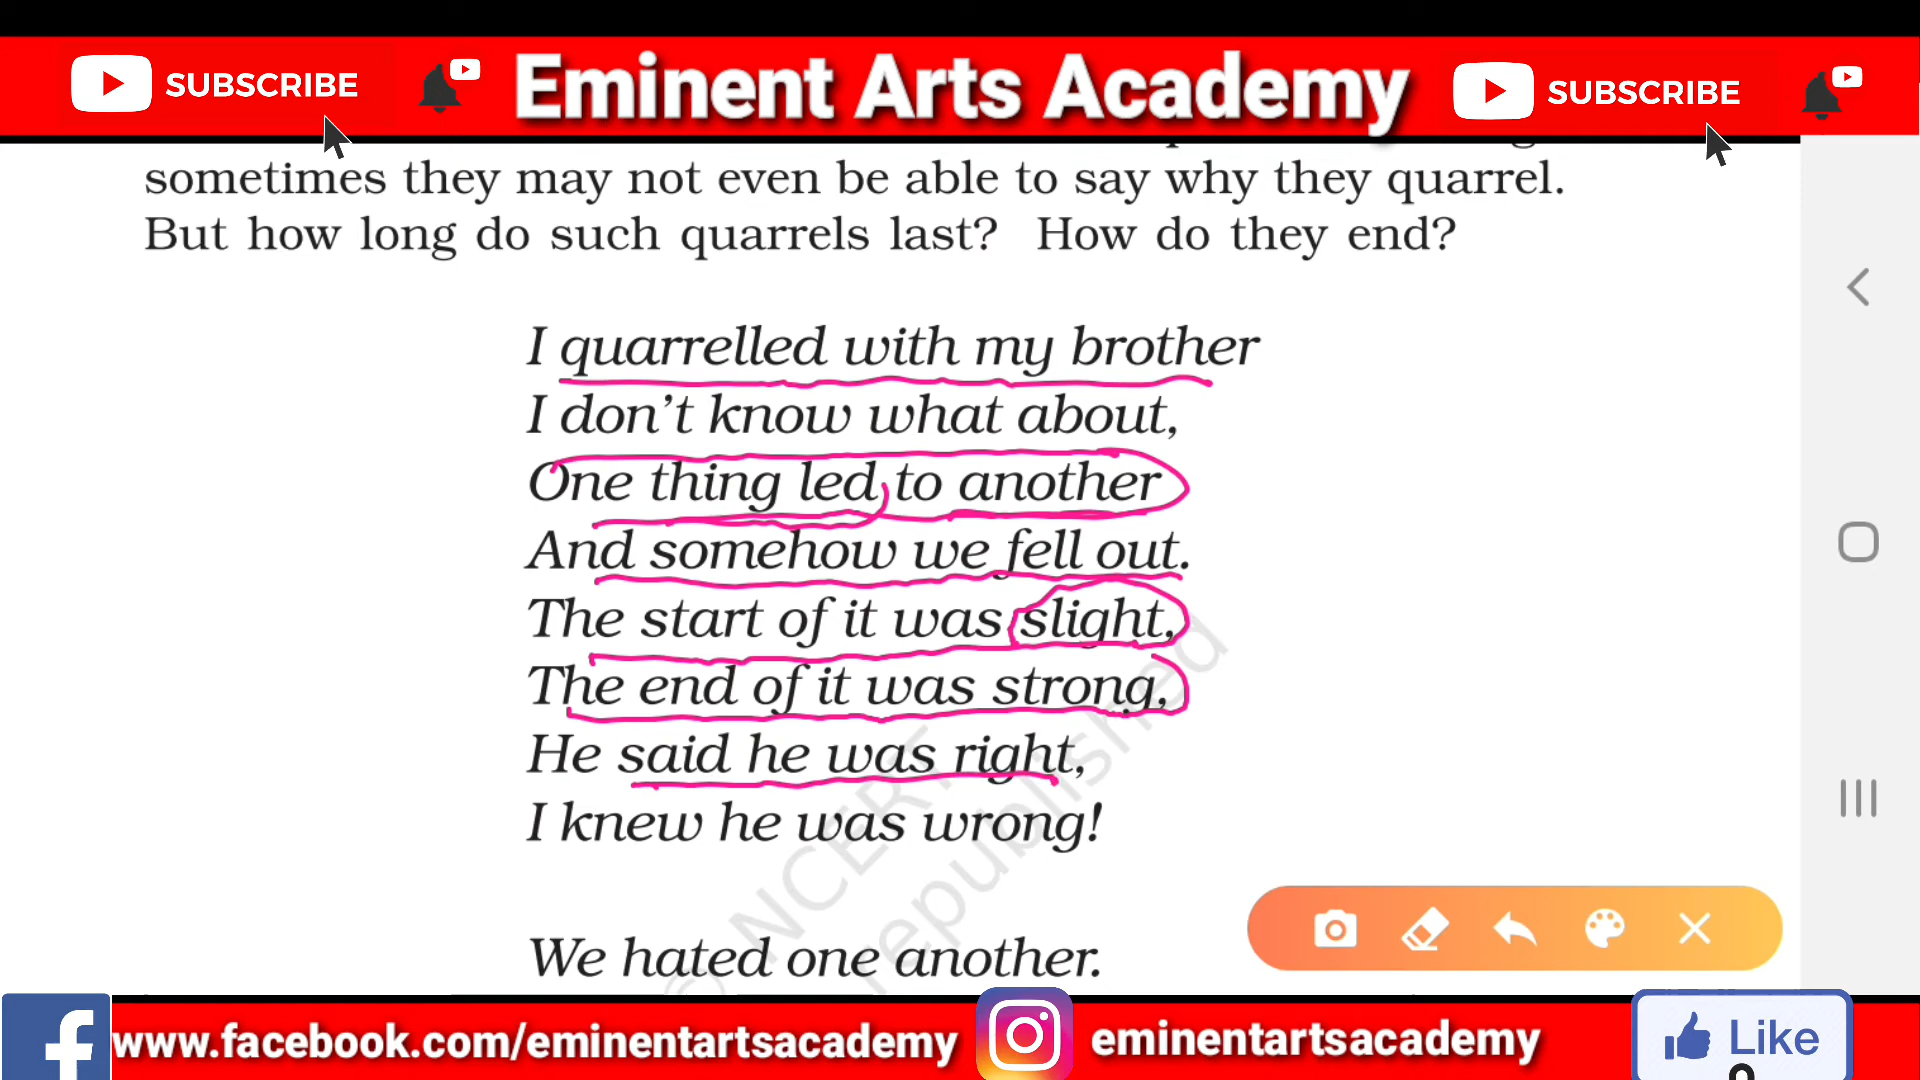 SUBSCRIBE
Eminent Arts Academy
SUBSCRIBE
sometimes they may not even be able to say why they quarrel.
But how long do such quarrels last? How do they end?
I quarrelled with my brother
I don't know what about,
One thing led to another
And somehow we fell out.
The start of it was slight,
The end of it was strong,
He said he was right,
I knew he was wrong!
We hated one another.
© NCERT
republished
www.facebook.com/eminentartsacademy
eminentartsacademy
Like